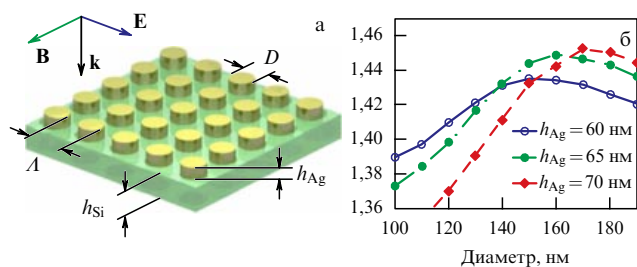 а
B
E
k
D
Λ
h_Ag
h_Si
б
1,46
1,44
1,42
1,40
1,38
1,36
h_Ag = 60 нм
h_Ag = 65 нм
h_Ag = 70 нм
100
120
140
160
180
Диаметр, нм